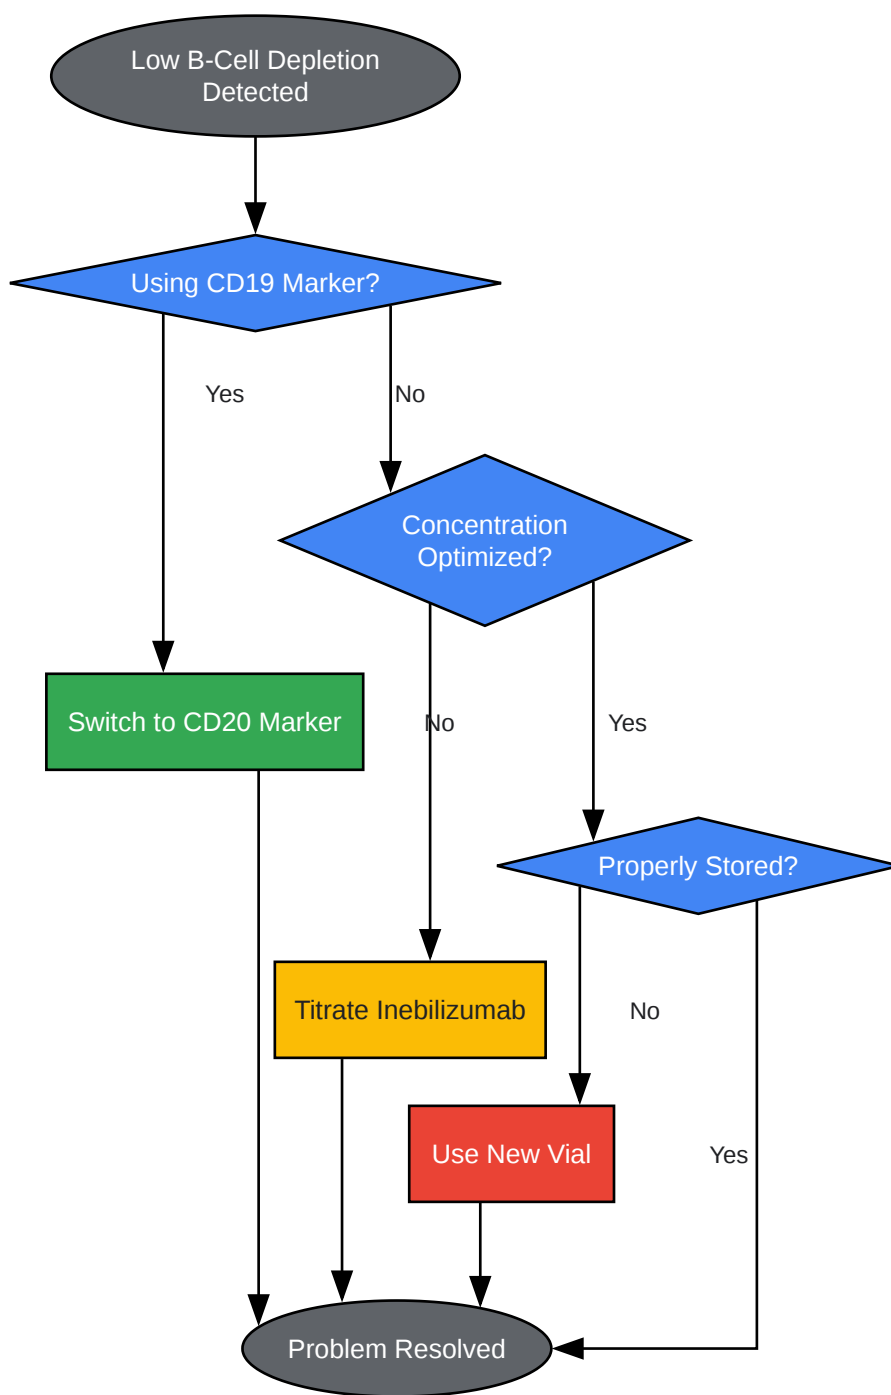 Low B-Cell Depletion
Detected
Using CD19 Marker?
Yes
No
Concentration
Optimized?
Switch to CD20 Marker
No
Yes
Properly Stored?
Titrate Inebilizumab
No
Use New Vial
Yes
Problem Resolved